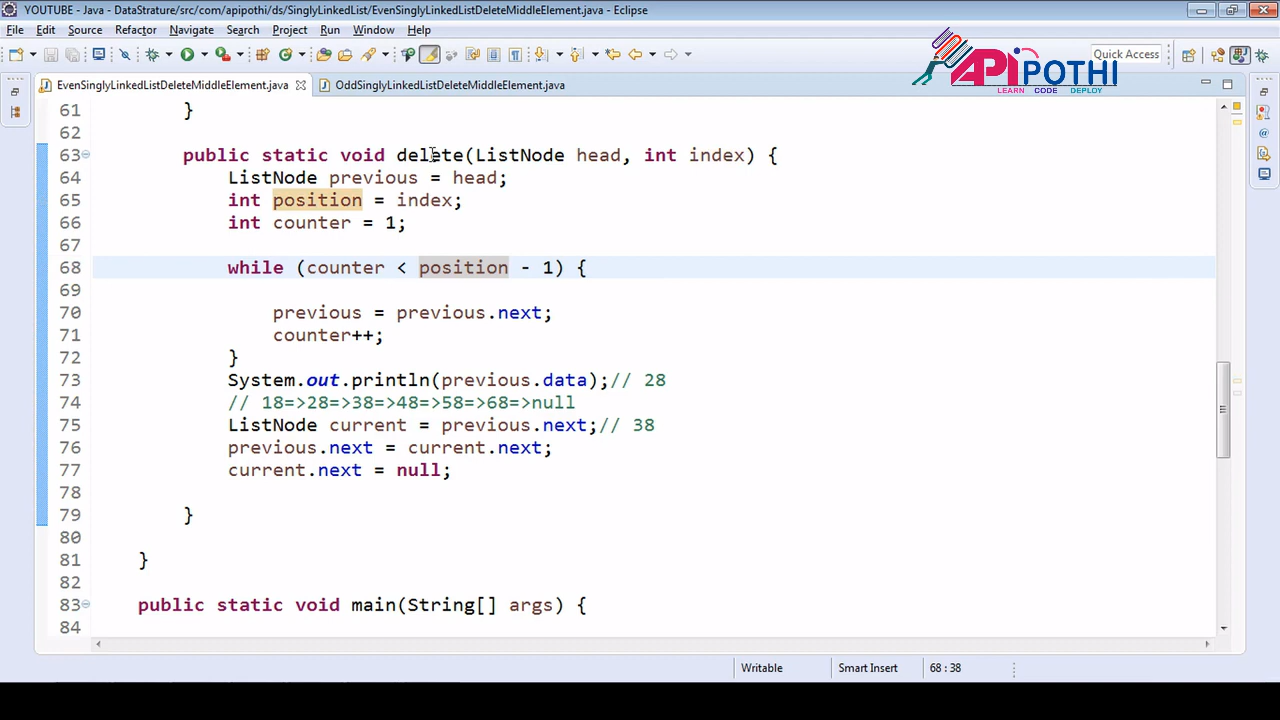 YOUTUBE - Java - DataStrature/src/com/apipothi/ds/SinglyLinkedList/EvenSinglyLinkedListDeleteMiddleElement.java - Eclipse
File Edit Source Refactor Navigate Search Project Run Window Help
Quick Access
APIPOTHI
LEARN CODE DEPLOY
EvenSinglyLinkedListDeleteMiddleElement.java OddSinglyLinkedListDeleteMiddleElement.java
61 }
62
63 public static void delete(ListNode head, int index) {
64 ListNode previous = head;
65 int position = index;
66 int counter = 1;
67
68 while (counter < position - 1) {
69
70 previous = previous.next;
71 counter++;
72 }
73 System.out.println(previous.data);// 28
74 // 18=>28=>38=>48=>58=>68=>null
75 ListNode current = previous.next;// 38
76 previous.next = current.next;
77 current.next = null;
78
79 }
80
81 }
82
83 public static void main(String[] args) {
84
Writable Smart Insert 68 : 38